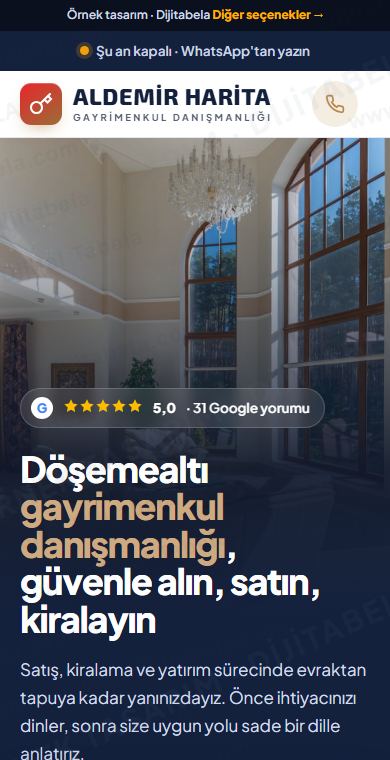 Örnek tasarım · Dijitabela Diğer seçenekler →
Şu an kapalı · WhatsApp'tan yazın
ALDEMİR HARİTA
GAYRİMENKUL DANIŞMANLIĞI
G 5,0 · 31 Google yorumu
Döşemealtı
gayrimenkul
danışmanlığı,
güvenle alın, satın,
kiralayın
Satış, kiralama ve yatırım sürecinde evraktan
tapuya kadar yanınızdayız. Önce ihtiyacınızı
dinler, sonra size uygun yolu sade bir dille
anlatırız.